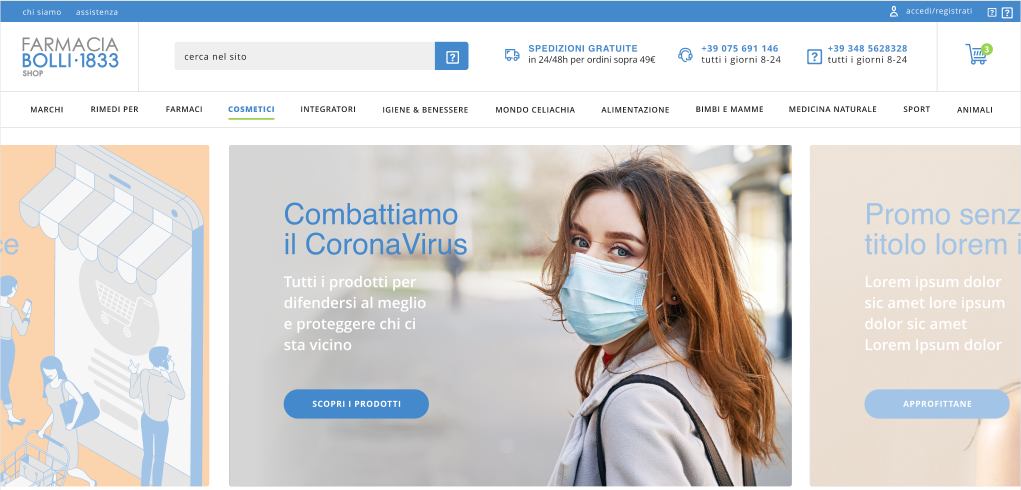 chi siamo
assistenza
accedi/registrati
FARMACIA
BOLLI·1833
SHOP
cerca nel sito
SPEDIZIONI GRATUITE
in 24/48h per ordini sopra 49€
+39 075 691 146
tutti i giorni 8-24
+39 348 5628328
tutti i giorni 8-24
3
MARCHI
RIMEDI PER
FARMACI
COSMETICI
INTEGRATORI
IGIENE & BENESSERE
MONDO CELIACHIA
ALIMENTAZIONE
BIMBI E MAMME
MEDICINA NATURALE
SPORT
ANIMALI
ce
Combattiamo
il CoronaVirus
Tutti i prodotti per
difendersi al meglio
e proteggere chi ci
sta vicino
SCOPRI I PRODOTTI
Promo senz
titolo lorem i
Lorem ipsum dolor
sic amet lore ipsum
dolor sic amet
Lorem Ipsum dolor
APPROFITTANE